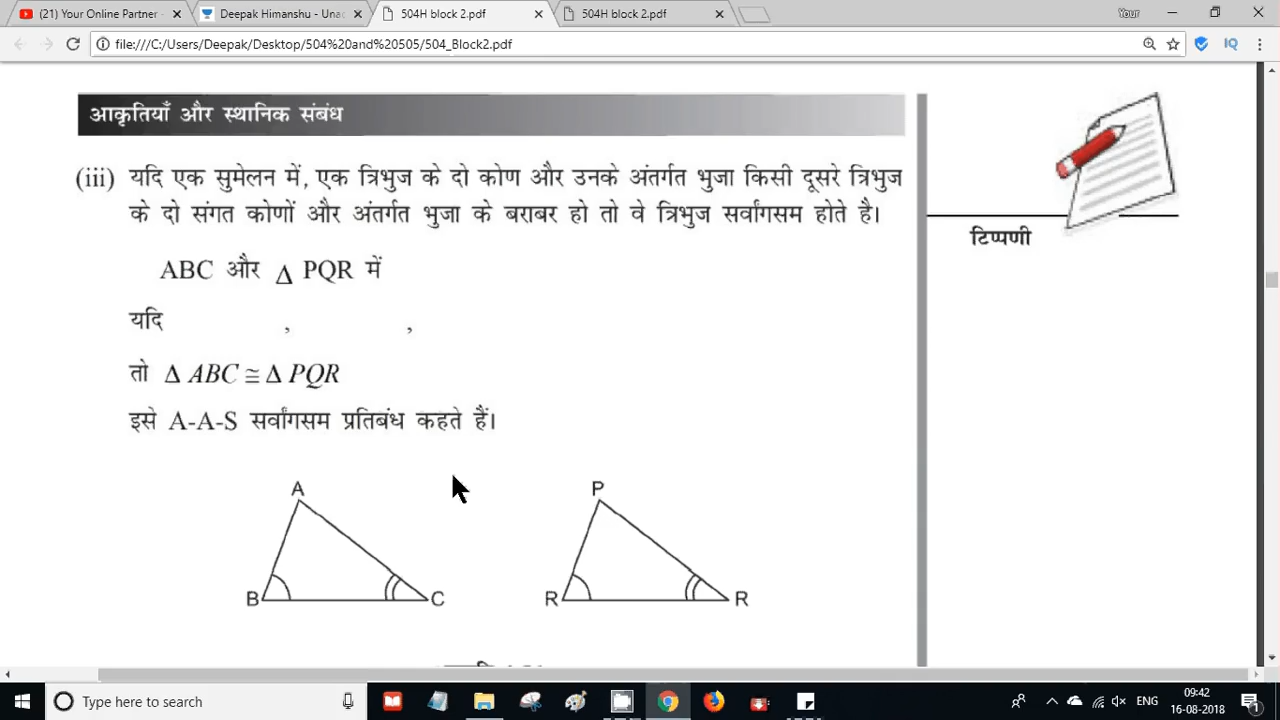 (21) Your Online Partner -
Deepak Himanshu - Unac
504H block 2.pdf
504H block 2.pdf
Your
file:///C:/Users/Deepak/Desktop/504%20and%20505/504_Block2.pdf
IQ
आकृतियाँ और स्थानिक संबंध
(iii) यदि एक सुमेलन में, एक त्रिभुज के दो कोण और उनके अंतर्गत भुजा किसी दूसरे त्रिभुज
के दो संगत कोणों और अंतर्गत भुजा के बराबर हो तो वे त्रिभुज सर्वांगसम होते है।
टिप्पणी
ABC और Δ PQR में
यदि , ,
तो Δ ABC ≅ Δ PQR
इसे A-A-S सर्वांगसम प्रतिबंध कहते हैं।
A P
B C R R
Type here to search
ENG
09:42
16-08-2018
1